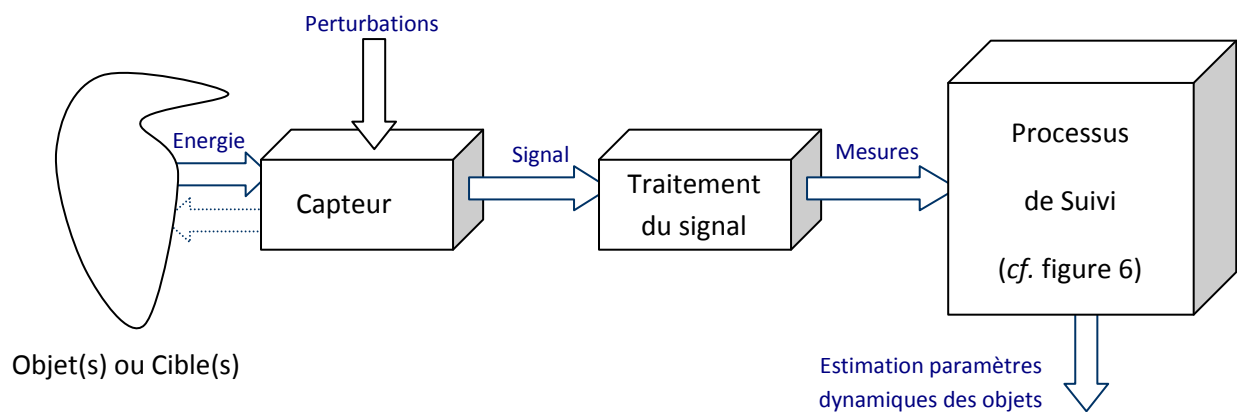 Perturbations
Energie
Capteur
Signal
Traitement
du signal
Mesures
Processus
de Suivi
(cf. figure 6)
Objet(s) ou Cible(s)
Estimation paramètres
dynamiques des objets